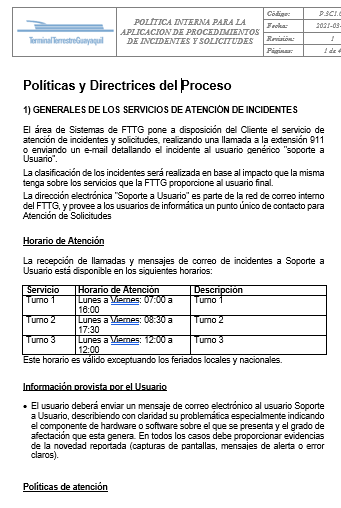 TerminalTerrestreGuayaquil
POLÍTICA INTERNA PARA LA
APLICACION DE PROCEDIMIENTOS
DE INCIDENTES Y SOLICITUDES
Código: P.SC1.0
Fecha: 2021-03-
Revisión: 1
Páginas: 1 de 4
Políticas y Directrices del Proceso
1) GENERALES DE LOS SERVICIOS DE ATENCIÓN DE INCIDENTES
El área de Sistemas de FTTG pone a disposición del Cliente el servicio de
atención de incidentes y solicitudes, realizando una llamada a la extensión 911
o enviando un e-mail detallando el incidente al usuario genérico "soporte a
Usuario".
La clasificación de los incidentes será realizada en base al impacto que la misma
tenga sobre los servicios que la FTTG proporcione al usuario final.
La dirección electrónica "Soporte a Usuario" es parte de la red de correo interno
del FTTG, y provee a los usuarios de informática un punto único de contacto para
Atención de Solicitudes
Horario de Atención
La recepción de llamadas y mensajes de correo de incidentes a Soporte a
Usuario está disponible en los siguientes horarios:
Servicio Horario de Atención Descripción
Turno 1 Lunes a Viernes: 07:00 a Turno 1
16:00
Turno 2 Lunes a Viernes: 08:30 a Turno 2
17:30
Turno 3 Lunes a Viernes: 12:00 a Turno 3
12:00
Este horario es válido exceptuando los feriados locales y nacionales.
Información provista por el Usuario
• El usuario deberá enviar un mensaje de correo electrónico al usuario Soporte
a Usuario, describiendo con claridad su problemática especialmente indicando
el componente de hardware o software sobre el que se presenta y el grado de
afectación que esta genera. En todos los casos debe proporcionar evidencias
de la novedad reportada (capturas de pantallas, mensajes de alerta o error
claros).
Políticas de atención